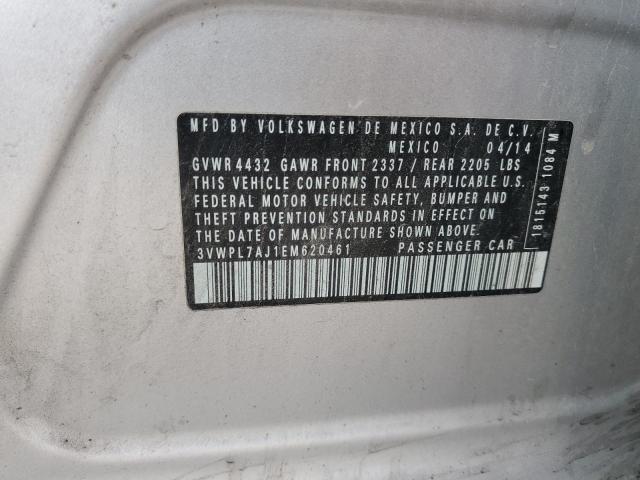 MFD BY VOLKSWAGEN DE MEXICO S.A. DE C.V.
MEXICO 04/14
GVWR 4432 GAWR FRONT 2337 / REAR 2205 LBS
THIS VEHICLE CONFORMS TO ALL APPLICABLE U.S.
FEDERAL MOTOR VEHICLE SAFETY, BUMPER AND
THEFT PREVENTION STANDARDS IN EFFECT ON
THE DATE OF MANUFACTURE SHOWN ABOVE.
3VWPL7AJ1EM620461 PASSENGER CAR
1815143 1084 M